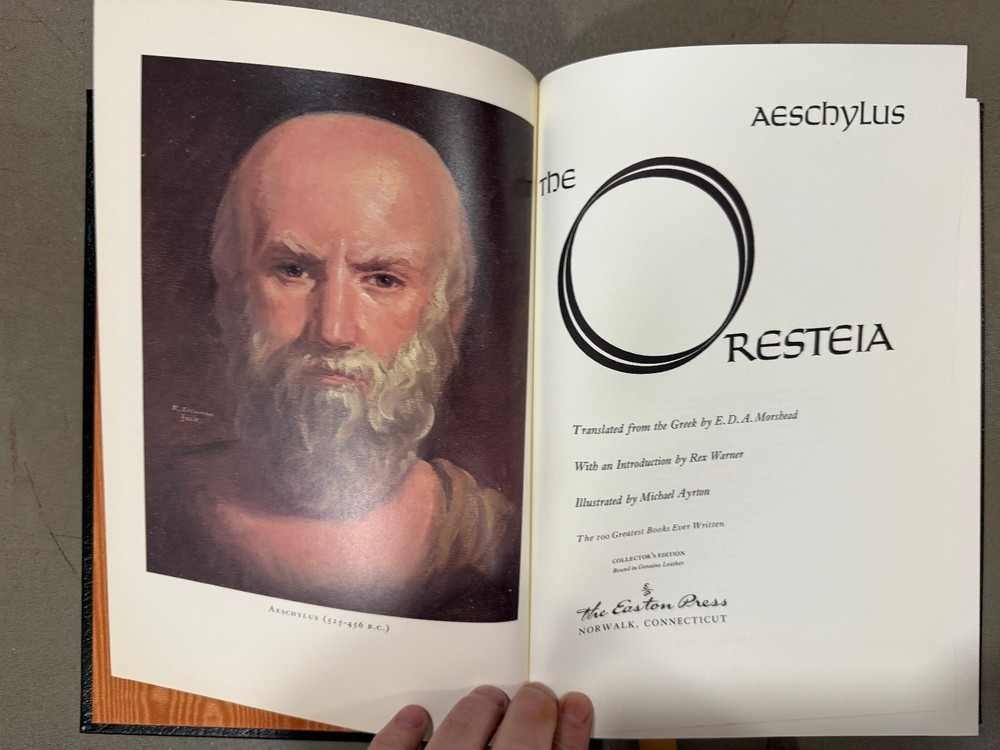 AESCHYLUS (525-456 B.C.)
AESCHYLUS
THE
ORESTEIA
Translated from the Greek by E. D. A. Morshead
With an Introduction by Rex Warner
Illustrated by Michael Ayrton
The 100 Greatest Books Ever Written
COLLECTOR'S EDITION
Bound in Genuine Leather
the Easton Press
NORWALK, CONNECTICUT